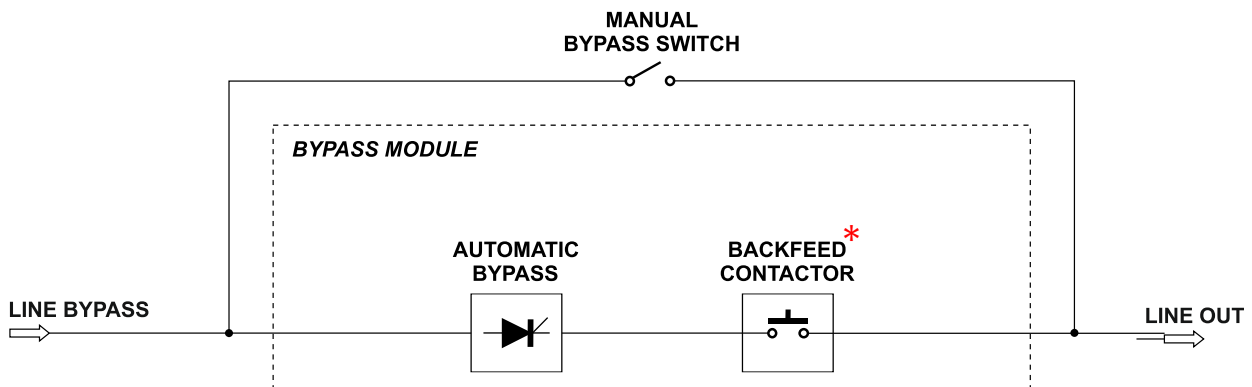 MANUAL
BYPASS SWITCH
BYPASS MODULE
AUTOMATIC
BYPASS
BACKFEED*
CONTACTOR
LINE BYPASS
LINE OUT